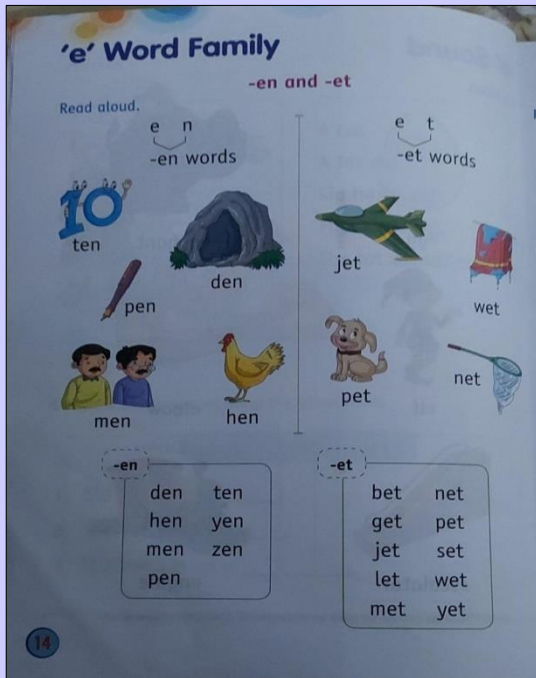 'e' Word Family
-en and -et
Read aloud.
e n
-en words
ten
den
pen
men
hen
e t
-et words
jet
wet
pet
net
-en
den ten
hen yen
men zen
pen
-et
bet net
get pet
jet set
let wet
met yet
14